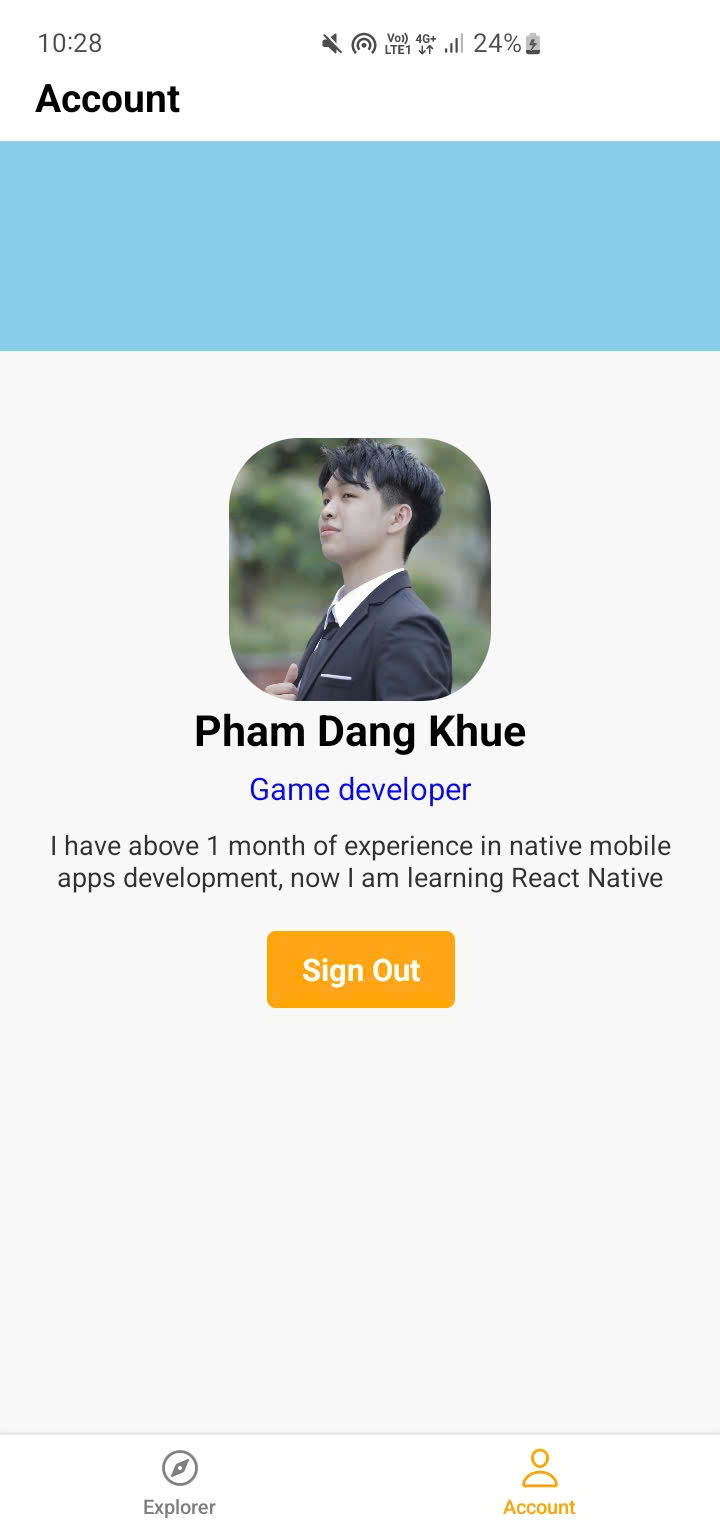 10:28
Vo)) LTE1 4G+ 24%
Account
Pham Dang Khue
Game developer
I have above 1 month of experience in native mobile
apps development, now I am learning React Native
Sign Out
Explorer
Account